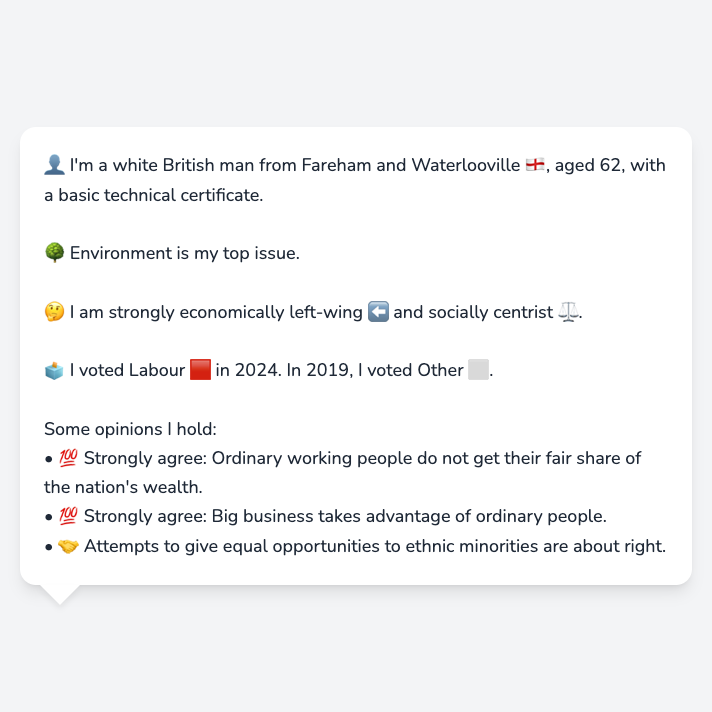 👤 I'm a white British man from Fareham and Waterlooville 🏴󠁧󠁢󠁥󠁮󠁧󠁿, aged 62, with
a basic technical certificate.
🌳 Environment is my top issue.
🤔 I am strongly economically left-wing ⬅️ and socially centrist ⚖️.
🗳️ I voted Labour 🟥 in 2024. In 2019, I voted Other ⬜.
Some opinions I hold:
• 💯 Strongly agree: Ordinary working people do not get their fair share of
the nation's wealth.
• 💯 Strongly agree: Big business takes advantage of ordinary people.
• 🤝 Attempts to give equal opportunities to ethnic minorities are about right.